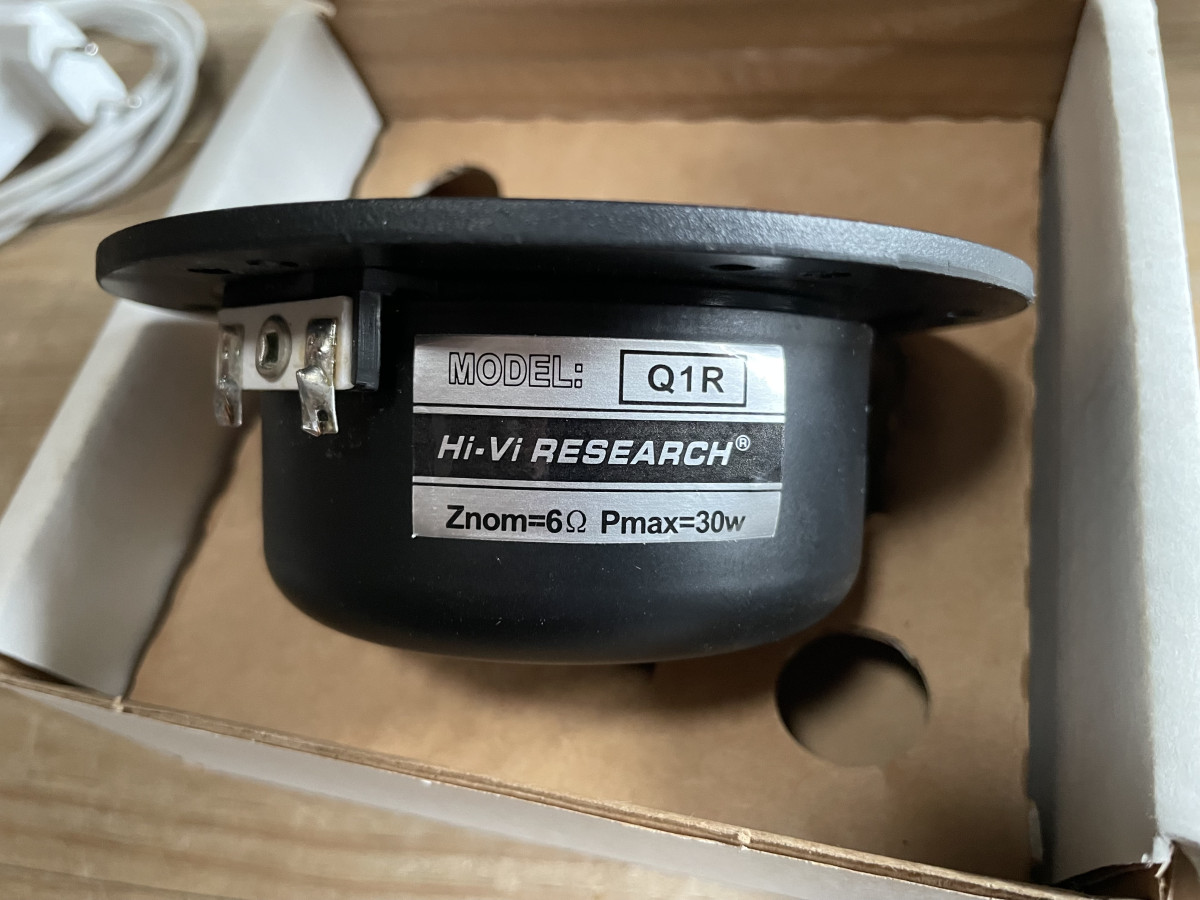 MODEL: Q1R
Hi-Vi RESEARCH®
Znom=6Ω Pmax=30w